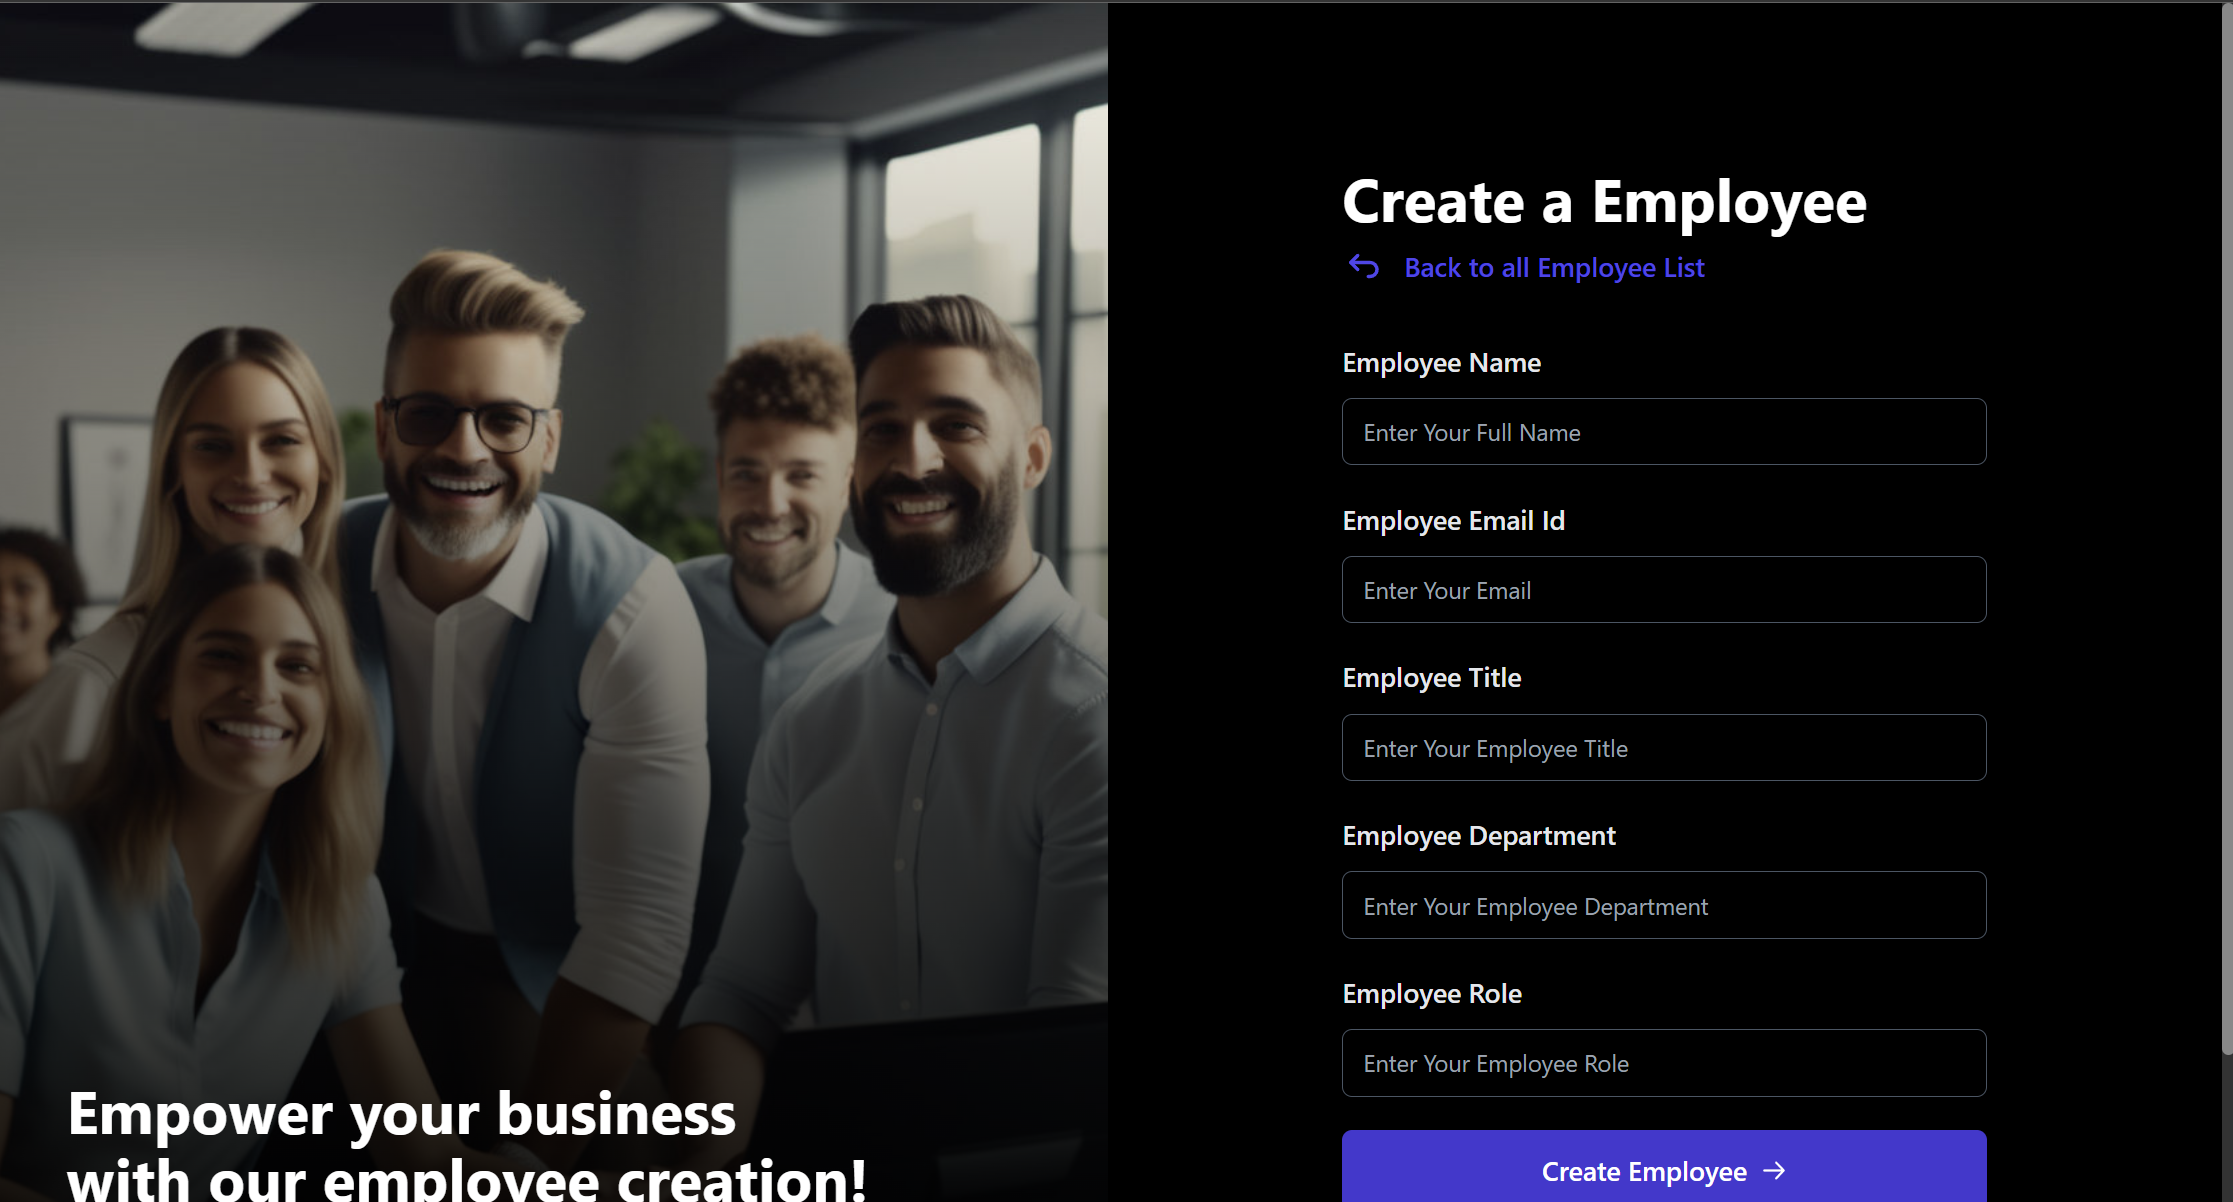 Create a Employee
Back to all Employee List
Employee Name
Enter Your Full Name
Employee Email Id
Enter Your Email
Employee Title
Enter Your Employee Title
Employee Department
Enter Your Employee Department
Employee Role
Enter Your Employee Role
Create Employee →
Empower your business
with our employee creation!